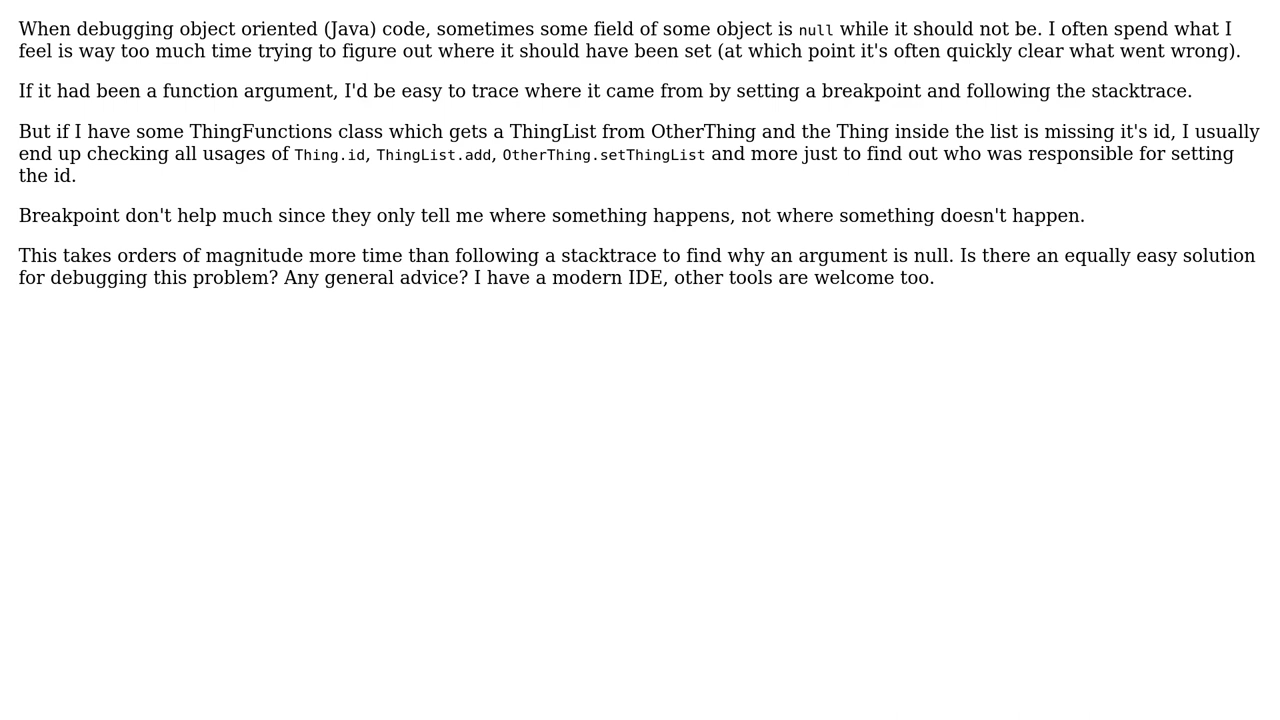 When debugging object oriented (Java) code, sometimes some field of some object is null while it should not be. I often spend what I
feel is way too much time trying to figure out where it should have been set (at which point it's often quickly clear what went wrong).
If it had been a function argument, I'd be easy to trace where it came from by setting a breakpoint and following the stacktrace.
But if I have some ThingFunctions class which gets a ThingList from OtherThing and the Thing inside the list is missing it's id, I usually
end up checking all usages of Thing.id, ThingList.add, OtherThing.setThingList and more just to find out who was responsible for setting
the id.
Breakpoint don't help much since they only tell me where something happens, not where something doesn't happen.
This takes orders of magnitude more time than following a stacktrace to find why an argument is null. Is there an equally easy solution
for debugging this problem? Any general advice? I have a modern IDE, other tools are welcome too.